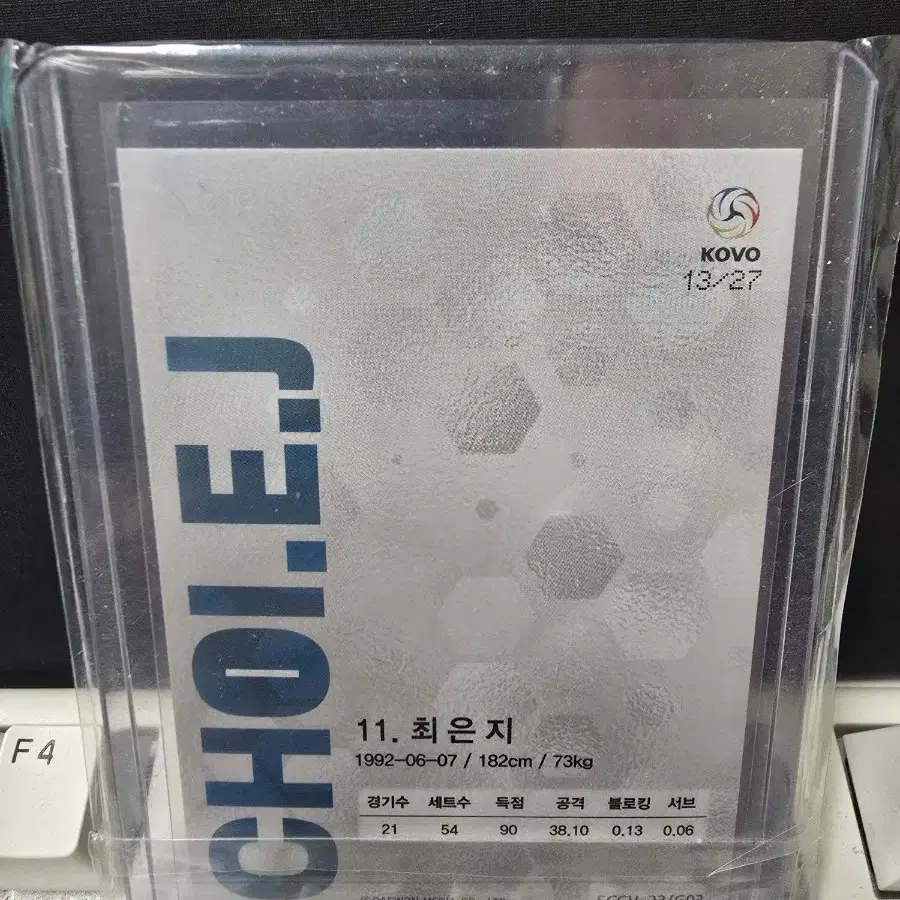 KOVO
13/27
CHOI.E.J
11. 최은지
1992-06-07 / 182cm / 73kg
경기수 세트수 득점 공격 블로킹 서브
21 54 90 38.10 0.13 0.06
F4